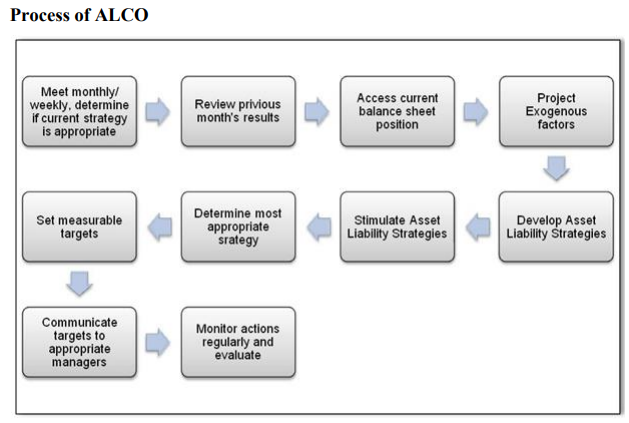 Process of ALCO
Meet monthly/
weekly, determine
if current strategy
is appropriate
Review privious
month's results
Access current
balance sheet
position
Project
Exogenous
factors
Develop Asset
Liability Strategies
Stimulate Asset
Liability Strategies
Determine most
appropriate
srategy
Set measurable
targets
Communicate
targets to
appropriate
managers
Monitor actions
regularly and
evaluate